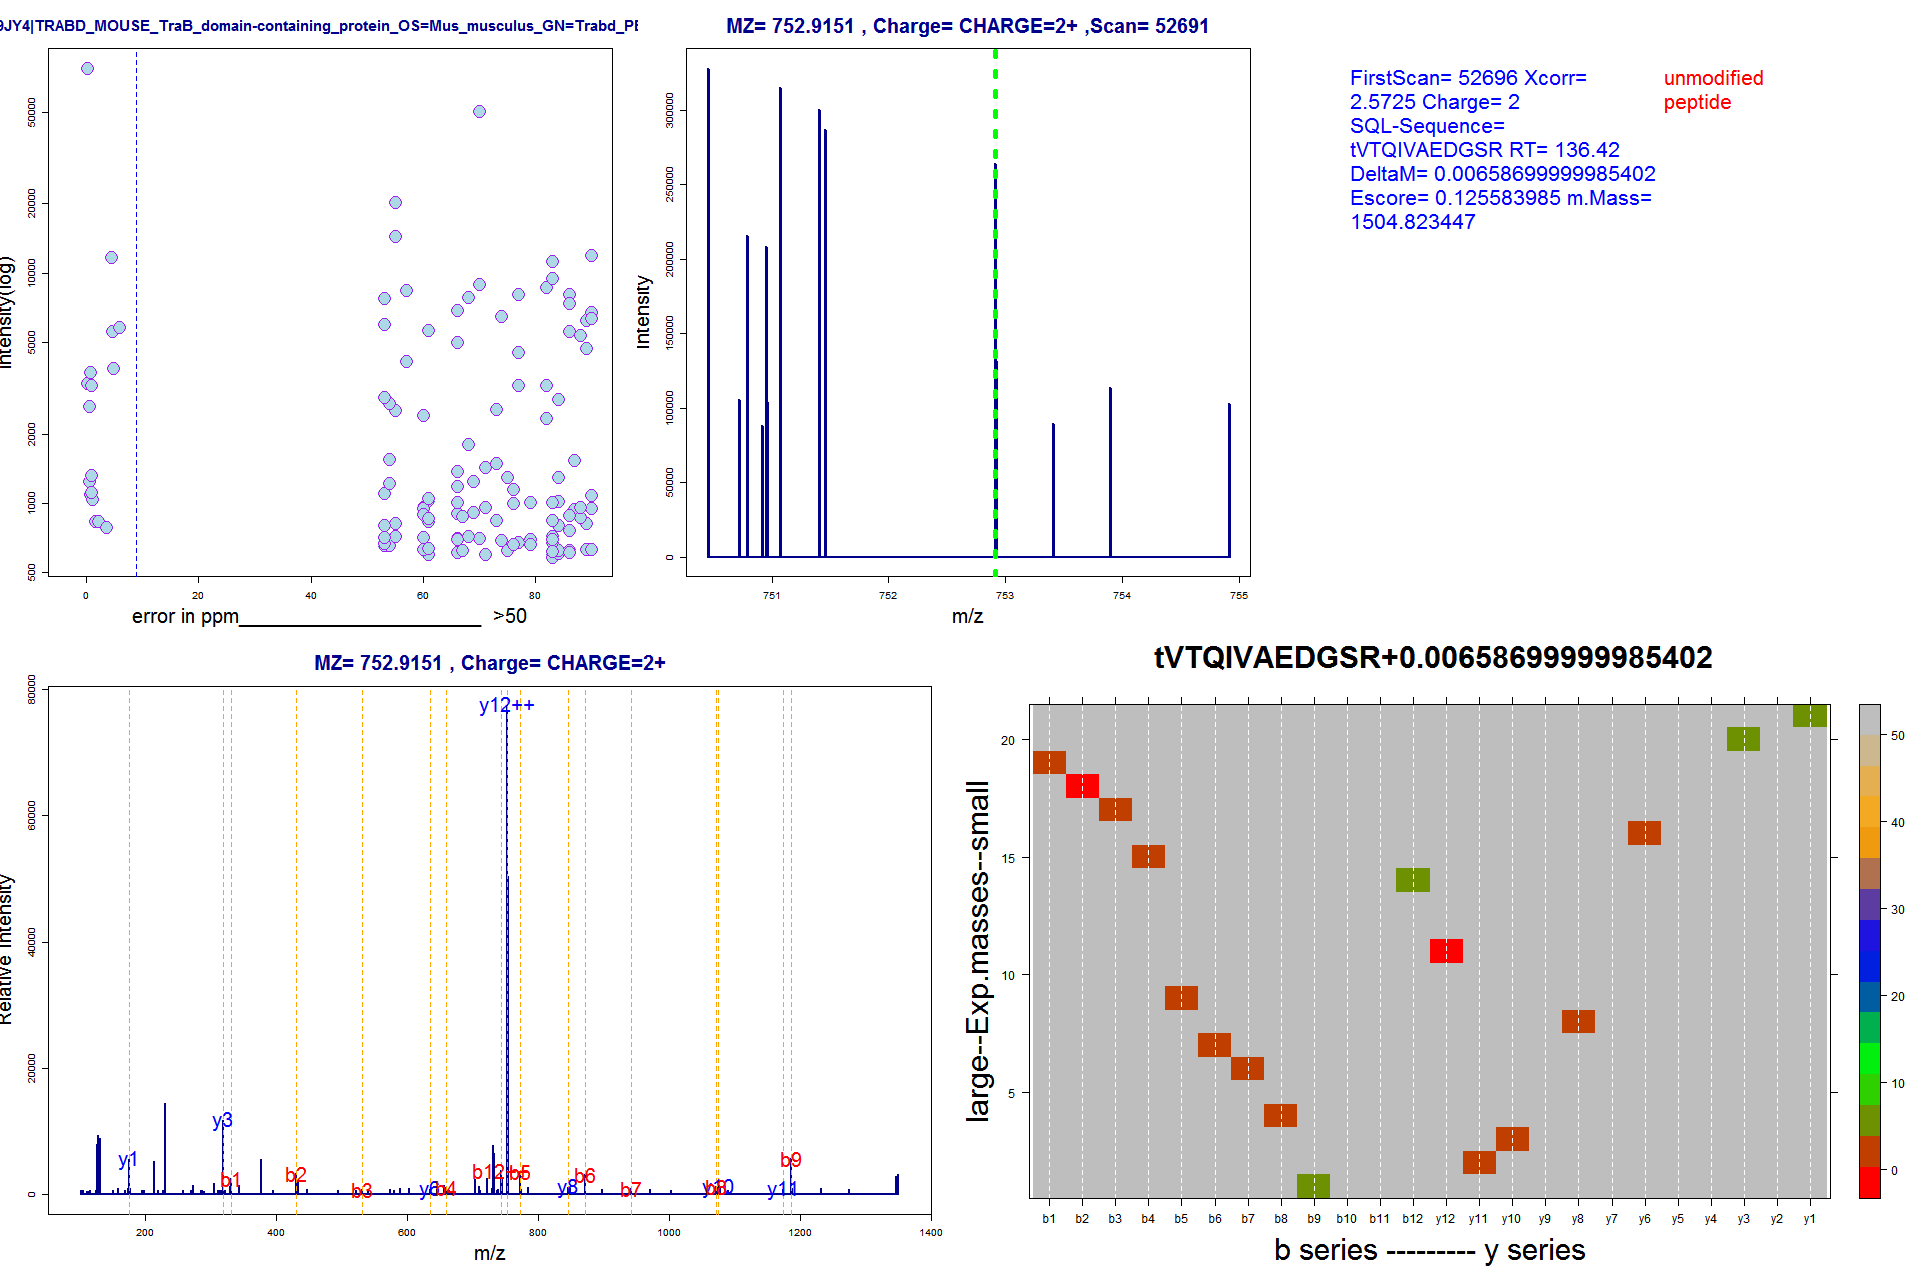 9JY4|TRABD_MOUSE_TraB_domain-containing_protein_OS=Mus_musculus_GN=Trabd_PE
Intensity(log)
50000
20000
10000
5000
2000
1000
500
0 20 40 60 80
error in ppm______________________ >50
MZ= 752.9151 , Charge= CHARGE=2+ ,Scan= 52691
Intensity
300000
250000
200000
150000
100000
50000
0
751 752 753 754 755
m/z
FirstScan= 52696 Xcorr=
2.5725 Charge= 2
SQL-Sequence=
tVTQIVAEDGSR RT= 136.42
DeltaM= 0.00658699999985402
Escore= 0.125583985 m.Mass=
1504.823447
unmodified
peptide
MZ= 752.9151 , Charge= CHARGE=2+
Relative Intensity
80000
60000
40000
20000
0
y12++
y3
y1
b1
b2
b3
b4
b5
b6
y8
b7
b9
y11
200 400 600 800 1000 1200 1400
m/z
tVTQIVAEDGSR+0.00658699999985402
large--Exp.masses--small
20
15
10
5
b1 b2 b3 b4 b5 b6 b7 b8 b9 b10 b11 b12 y12 y11 y10 y9 y8 y7 y6 y5 y4 y3 y2 y1
b series --------- y series
50
40
30
20
10
0